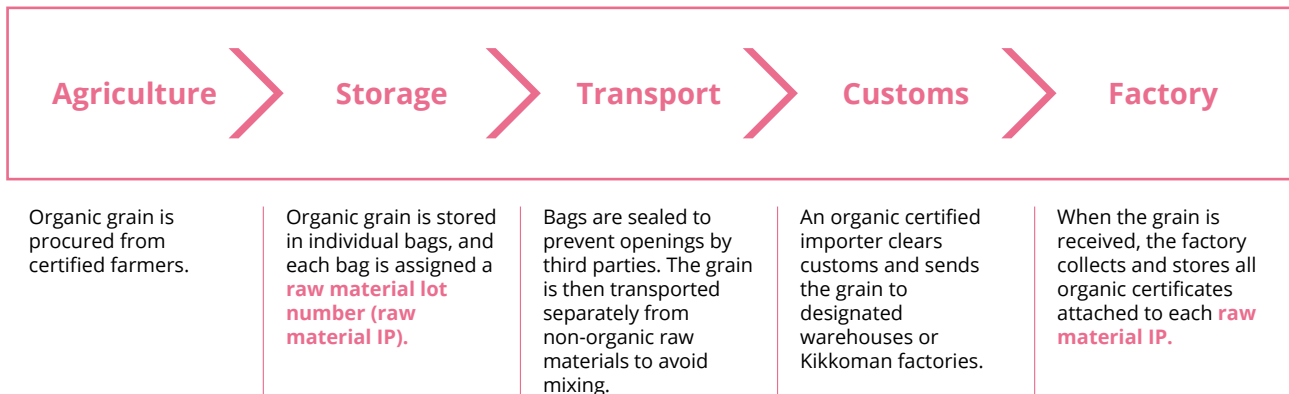 Agriculture
Storage
Transport
Customs
Factory
Organic grain is
procured from
certified farmers.
Organic grain is stored
in individual bags, and
each bag is assigned a
raw material lot
number (raw
material IP).
Bags are sealed to
prevent openings by
third parties. The grain
is then transported
separately from
non-organic raw
materials to avoid
mixing.
An organic certified
importer clears
customs and sends
the grain to
designated
warehouses or
Kikkoman factories.
When the grain is
received, the factory
collects and stores all
organic certificates
attached to each raw
material IP.